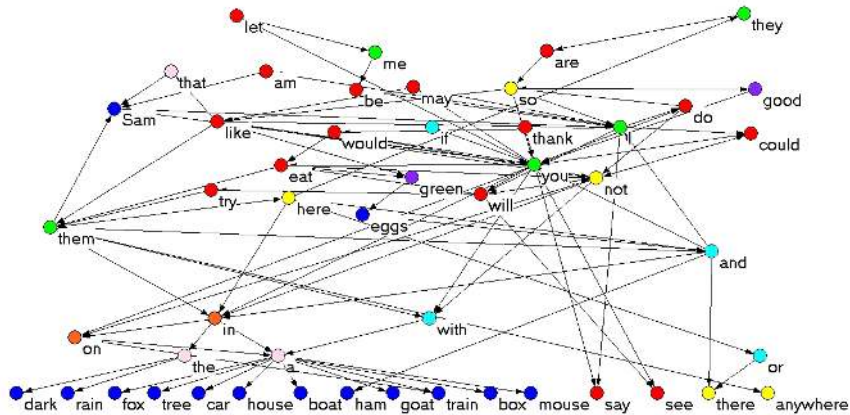 let
they
me
are
that
am
be
may
so
good
do
Sam
like
would
if
thank
I
could
eat
green
you
not
try
here
eggs
will
them
and
in
with
on
the
a
or
dark rain fox tree car house boat ham goat train box mouse say see there anywhere